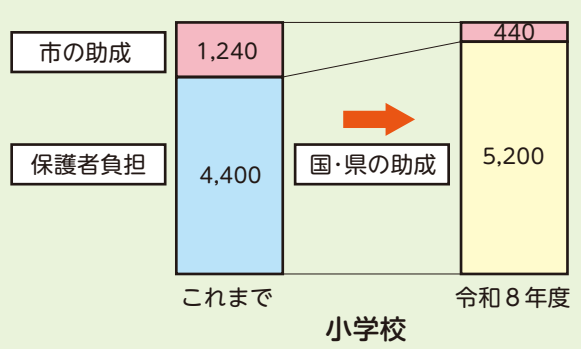 市の助成
1,240
440
保護者負担
4,400
国・県の助成
5,200
これまで
令和8年度
小学校